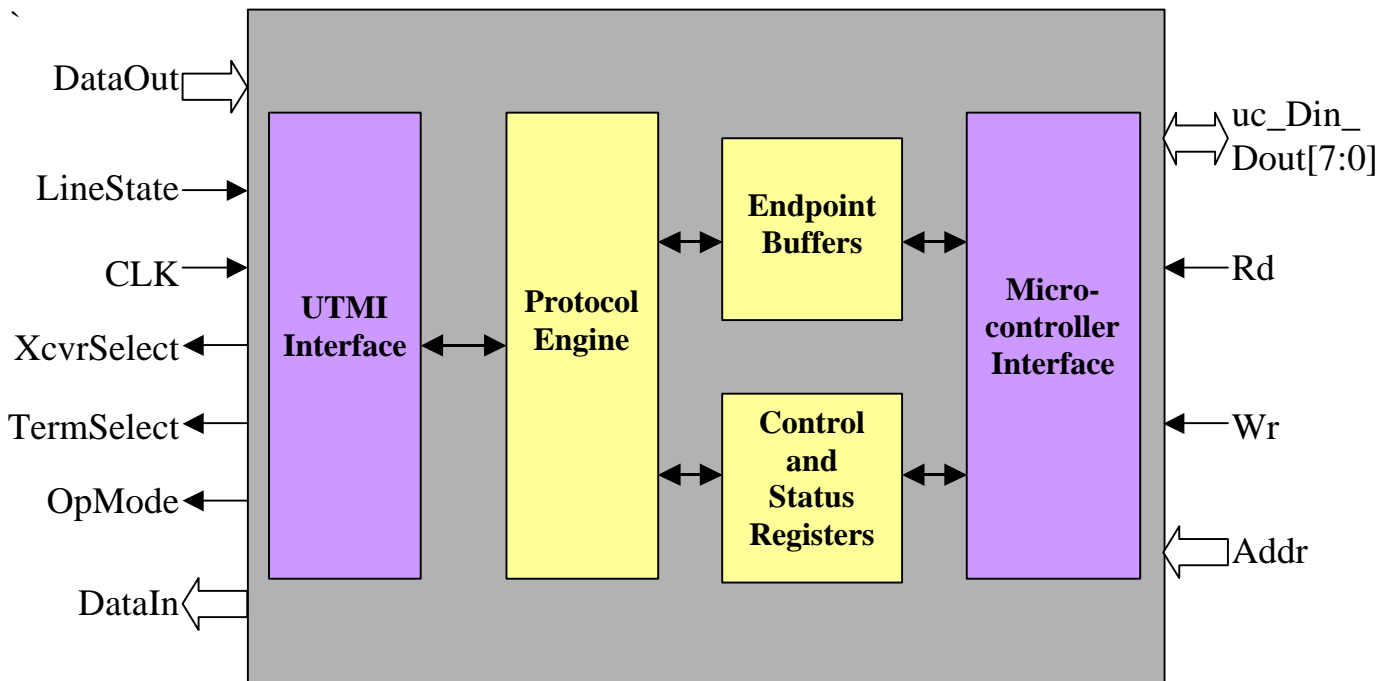 `
DataOut
LineState
CLK
XcvrSelect
TermSelect
OpMode
DataIn
UTMI
Interface
Protocol
Engine
Endpoint
Buffers
Control
and
Status
Registers
Micro-
controller
Interface
uc_Din_
Dout[7:0]
Rd
Wr
Addr